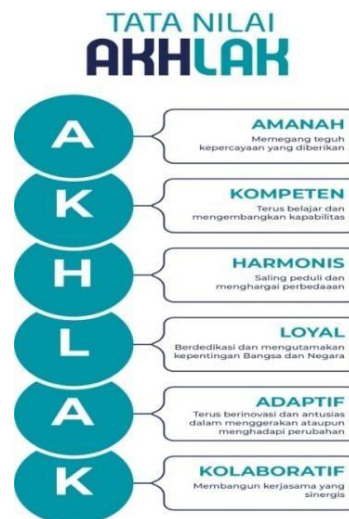 TATA NILAI
AKHLAK
A
AMANAH
Memegang teguh
kepercayaan yang diberikan
K
KOMPETEN
Terus belajar dan
mengembangkan kapabilitas
H
HARMONIS
Saling peduli dan
menghargai perbedaaan
L
LOYAL
Berdedikasi dan mengutamakan
kepentingan Bangsa dan Negara
A
ADAPTIF
Terus berinovasi dan antusias
dalam menggerakan ataupun
menghadapi perubahan
K
KOLABORATIF
Membangun kerjasama yang
sinergis